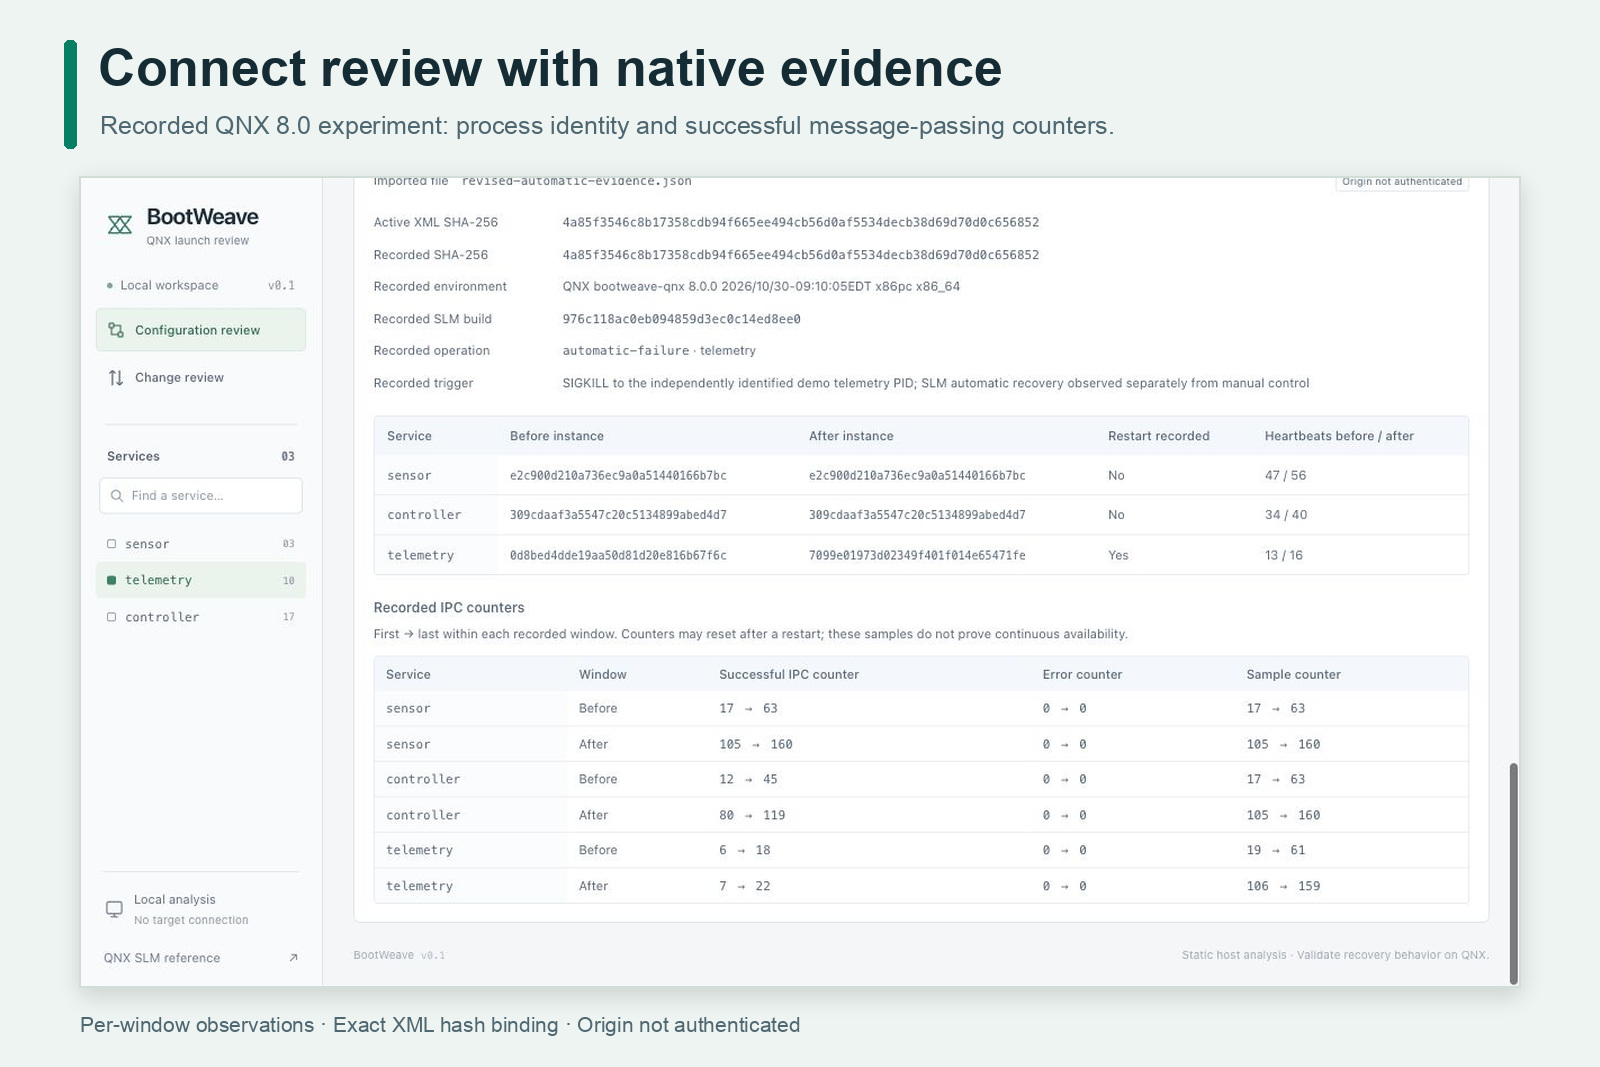 Connect review with native evidence
Recorded QNX 8.0 experiment: process identity and successful message-passing counters.
BootWeave
QNX launch review
Local workspace v0.1
Configuration review
Change review
Services 03
Find a service...
sensor 03
telemetry 10
controller 17
Local analysis
No target connection
QNX SLM reference ↗
Imported file revised-automatic-evidence.json Origin not authenticated
Active XML SHA-256 4a85f3546c8b17358cdb94f665ee494cb56d0af5534decb38d69d70d0c656852
Recorded SHA-256 4a85f3546c8b17358cdb94f665ee494cb56d0af5534decb38d69d70d0c656852
Recorded environment QNX bootweave-qnx 8.0.0 2026/10/30-09:10:05EDT x86pc x86_64
Recorded SLM build 976c118ac0eb094859d3ec0c14ed8ee0
Recorded operation automatic-failure · telemetry
Recorded trigger SIGKILL to the independently identified demo telemetry PID; SLM automatic recovery observed separately from manual control
Service Before instance After instance Restart recorded Heartbeats before / after
sensor e2c900d210a736ec9a0a51440166b7bc e2c900d210a736ec9a0a51440166b7bc No 47 / 56
controller 309cdaaf3a5547c20c5134899abed4d7 309cdaaf3a5547c20c5134899abed4d7 No 34 / 40
telemetry 0d8bed4dde19aa50d81d20e816b67f6c 7099e01973d02349f401f014e65471fe Yes 13 / 16
Recorded IPC counters
First → last within each recorded window. Counters may reset after a restart; these samples do not prove continuous availability.
Service Window Successful IPC counter Error counter Sample counter
sensor Before 17 → 63 0 → 0 17 → 63
sensor After 105 → 160 0 → 0 105 → 160
controller Before 12 → 45 0 → 0 17 → 63
controller After 80 → 119 0 → 0 105 → 160
telemetry Before 6 → 18 0 → 0 19 → 61
telemetry After 7 → 22 0 → 0 106 → 159
BootWeave v0.1 Static host analysis · Validate recovery behavior on QNX.
Per-window observations · Exact XML hash binding · Origin not authenticated